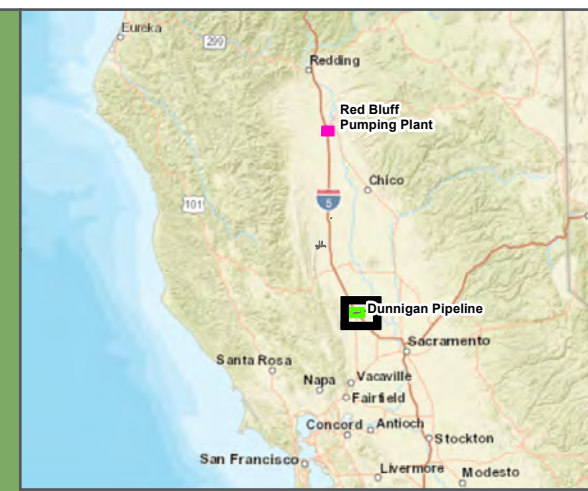 Eureka
299
Redding
Red Bluff
Pumping Plant
Chico
101
5
Dunnigan Pipeline
Sacramento
Santa Rosa
Napa
Vacaville
Fairfield
Concord
Antioch
Stockton
San Francisco
Livermore
Modesto